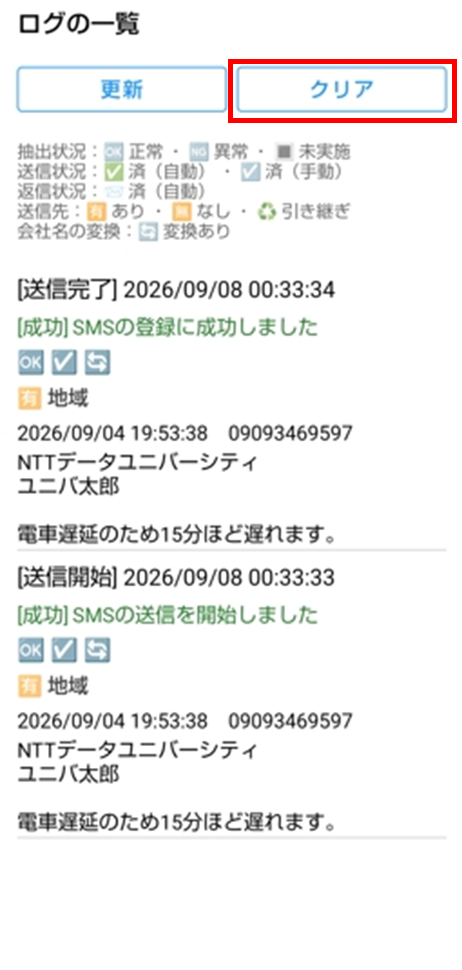 ログの一覧
更新 クリア
抽出状況：🆗 正常 ・ 🆖 異常 ・ 🔳 未実施
送信状況：✅ 済（自動） ・ ☑️ 済（手動）
返信状況：📨 済（自動）
送信先：🈶 あり ・ 🈚 なし ・ ♻️ 引き継ぎ
会社名の変換：🔄 変換あり
[送信完了] 2026/09/08 00:33:34
[成功] SMSの登録に成功しました
🆗 ☑️ 🔄
🈶 地域
2026/09/04 19:53:38 09093469597
NTTデータユニバーシティ
ユニバ太郎
電車遅延のため15分ほど遅れます。
[送信開始] 2026/09/08 00:33:33
[成功] SMSの送信を開始しました
🆗 ☑️ 🔄
🈶 地域
2026/09/04 19:53:38 09093469597
NTTデータユニバーシティ
ユニバ太郎
電車遅延のため15分ほど遅れます。